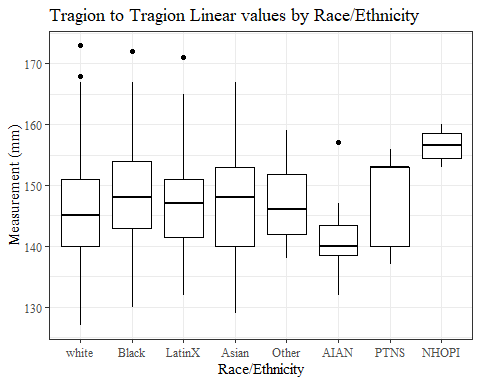 Tragion to Tragion Linear values by Race/Ethnicity
Measurement (mm)
170
160
150
140
130
white Black LatinX Asian Other AIAN PTNS NHOPI
Race/Ethnicity